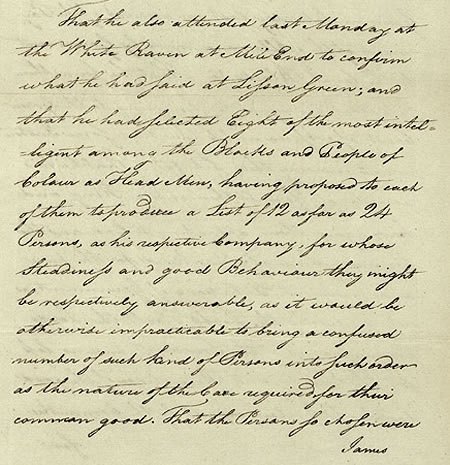 That he also attended last Monday at
the White Raven at Mile End to confirm
what he had said at Lisson Green; and
that he had selected Eight of the most intel=
=ligent among the Blacks and People of
Colour as Head Men, having proposed to each
of them to produce a List of 12 as far as 24
Persons, as his respective Company, for whose
Steadiness and good Behaviour they might
be respectively answerable, as it would be
otherwise impracticable to bring a confused
number of such kind of Persons into such order
as the nature of the Case required for their
common good. That the Persons so chosen were
James